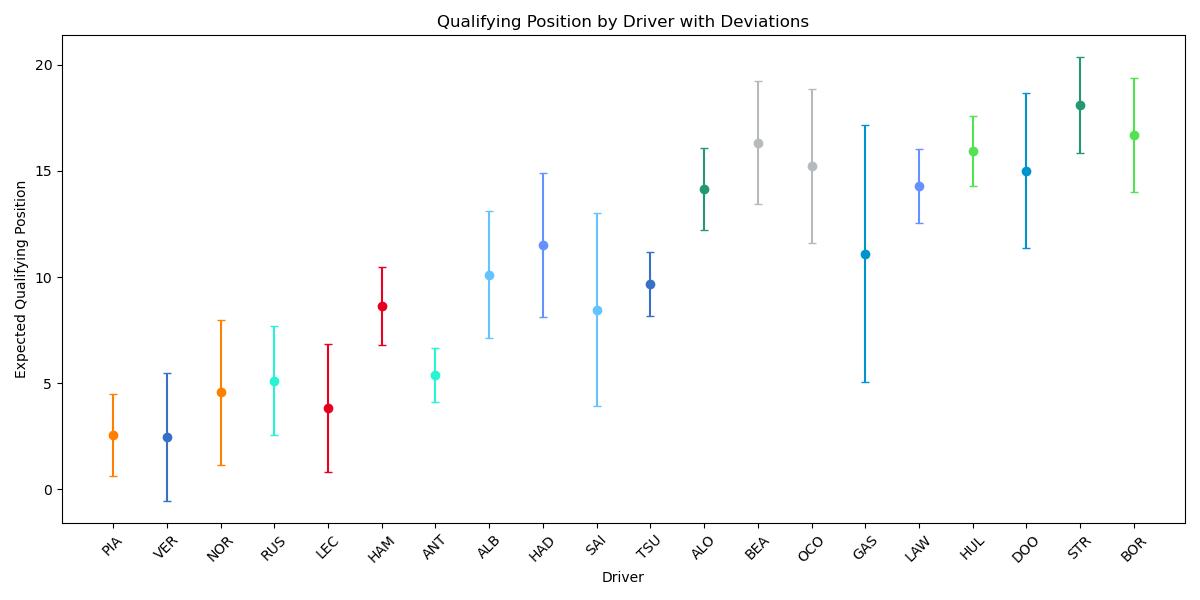 Qualifying Position by Driver with Deviations
Expected Qualifying Position
20
15
10
5
0
PIA VER NOR RUS LEC HAM ANT ALB HAD SAI TSU ALO BEA OCO GAS LAW HUL DOO STR BOR
Driver